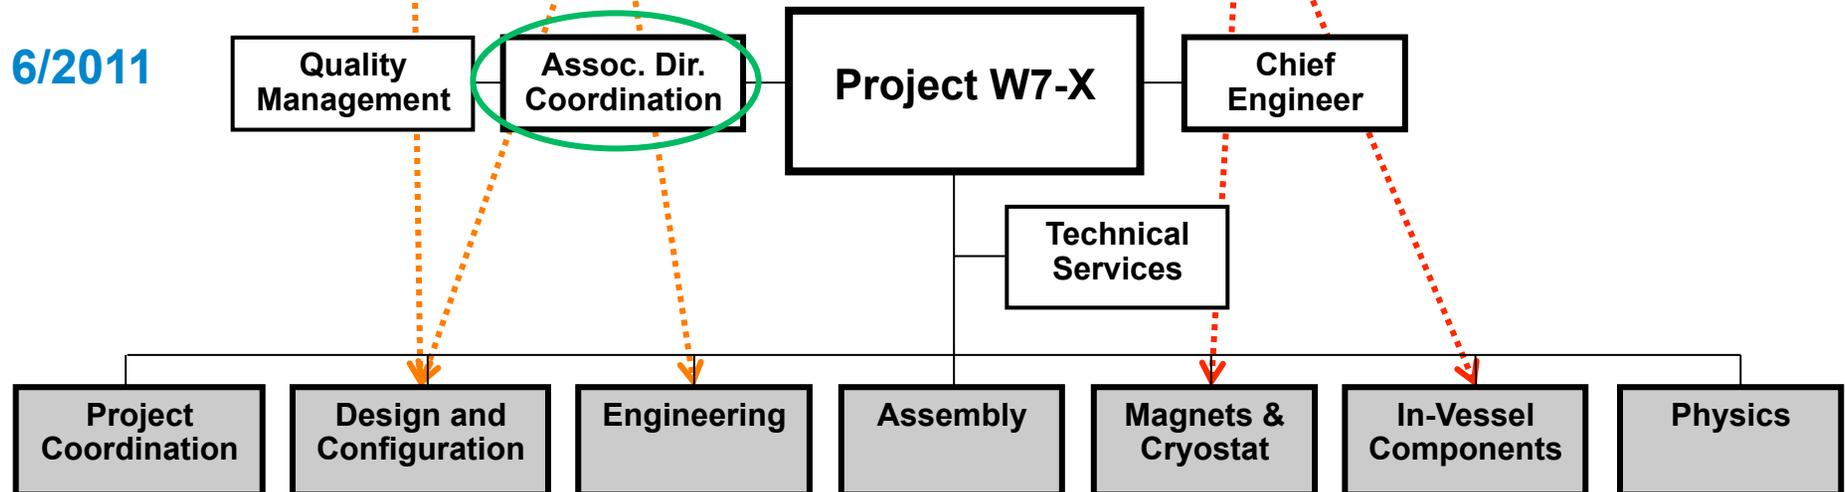 6/2011
Quality
Management
Assoc. Dir.
Coordination
Project W7-X
Chief
Engineer
Technical
Services
Project
Coordination
Design and
Configuration
Engineering
Assembly
Magnets &
Cryostat
In-Vessel
Components
Physics